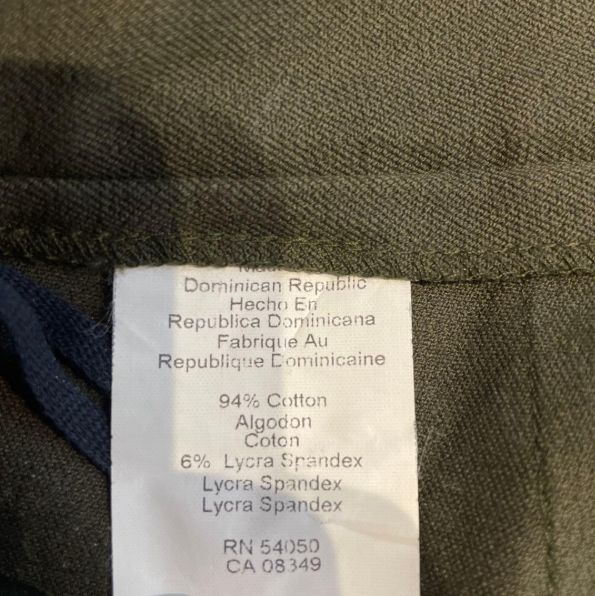 Dominican Republic
Hecho En
Republica Dominicana
Fabrique Au
Republique Dominicaine
94% Cotton
Algodon
Coton
6% Lycra Spandex
Lycra Spandex
Lycra Spandex
RN 54050
CA 08349